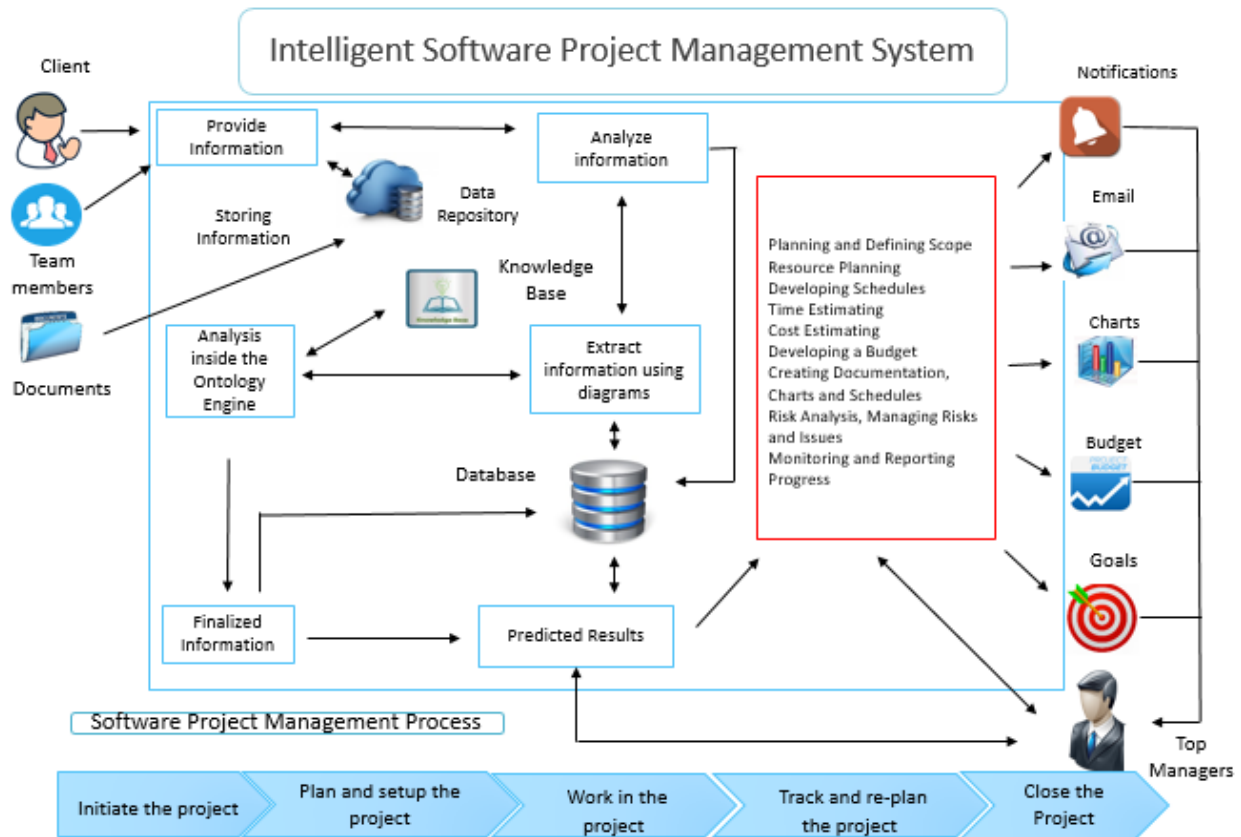 Intelligent Software Project Management System
Client
Notifications
Provide
Information
Analyze
information
Data
Repository
Storing
Information
Team
members
Documents
Knowledge
Base
Analysis
inside the
Ontology
Engine
Extract
information using
diagrams
Database
Finalized
Information
Predicted Results
Planning and Defining Scope
Resource Planning
Developing Schedules
Time Estimating
Cost Estimating
Developing a Budget
Creating Documentation,
Charts and Schedules
Risk Analysis, Managing Risks
and Issues
Monitoring and Reporting
Progress
Email
Charts
Budget
PROJECT
BUDGET
Goals
Top
Managers
Software Project Management Process
Initiate the project
Plan and setup the
project
Work in the
project
Track and re-plan
the project
Close the
Project